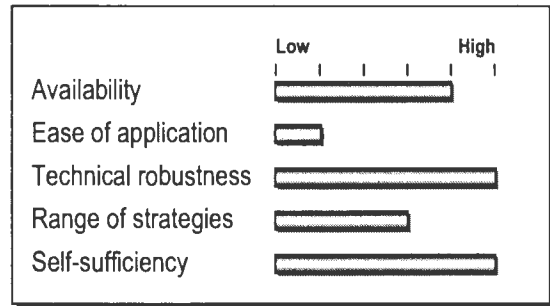 Low High
Availability
Ease of application
Technical robustness
Range of strategies
Self-sufficiency